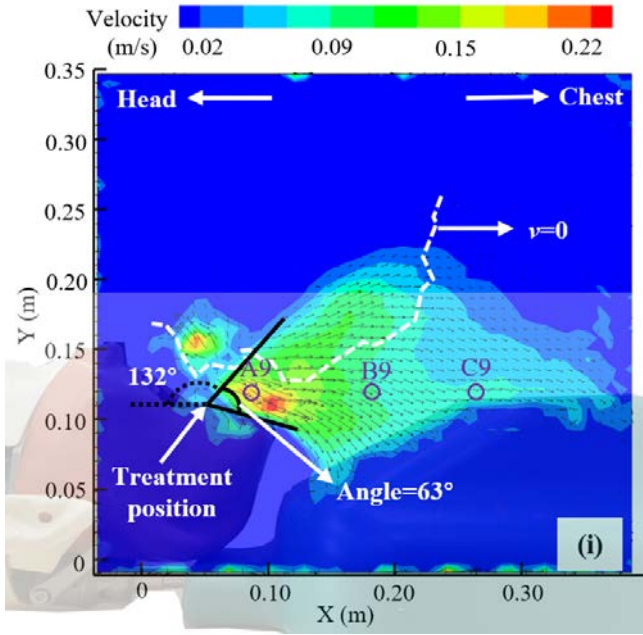 Velocity
(m/s)
0.02 0.09 0.15 0.22
0.35
Head
Chest
0.30
0.25
ν=0
0.20
Y (m)
0.15
A9 B9 C9
132°
0.10
Treatment
position
Angle=63°
0.05
(i)
0
0 0.10 0.20 0.30
X (m)